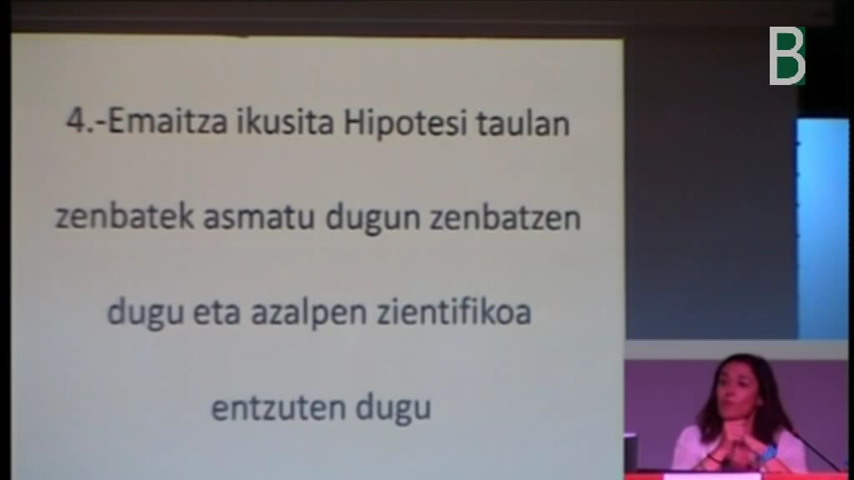 B
4.-Emaitza ikusita Hipotesi taulan
zenbatek asmatu dugun zenbatzen
dugu eta azalpen zientifikoa
entzuten dugu